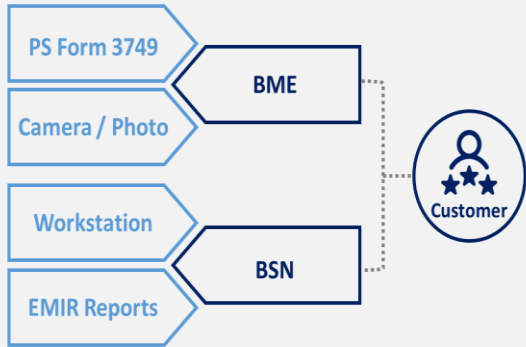 PS Form 3749
Camera / Photo
BME
Workstation
EMIR Reports
BSN
Customer